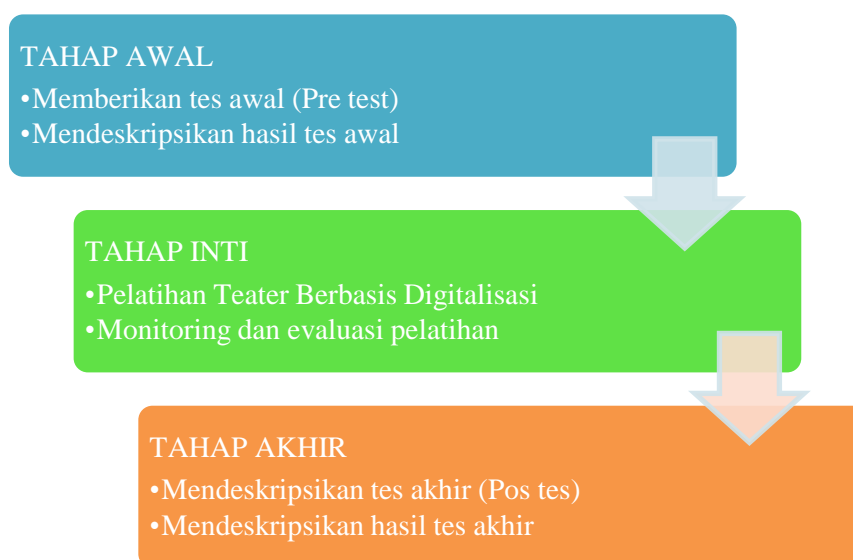 TAHAP AWAL
•Memberikan tes awal (Pre test)
•Mendeskripsikan hasil tes awal
TAHAP INTI
•Pelatihan Teater Berbasis Digitalisasi
•Monitoring dan evaluasi pelatihan
TAHAP AKHIR
•Mendeskripsikan tes akhir (Pos tes)
•Mendeskripsikan hasil tes akhir